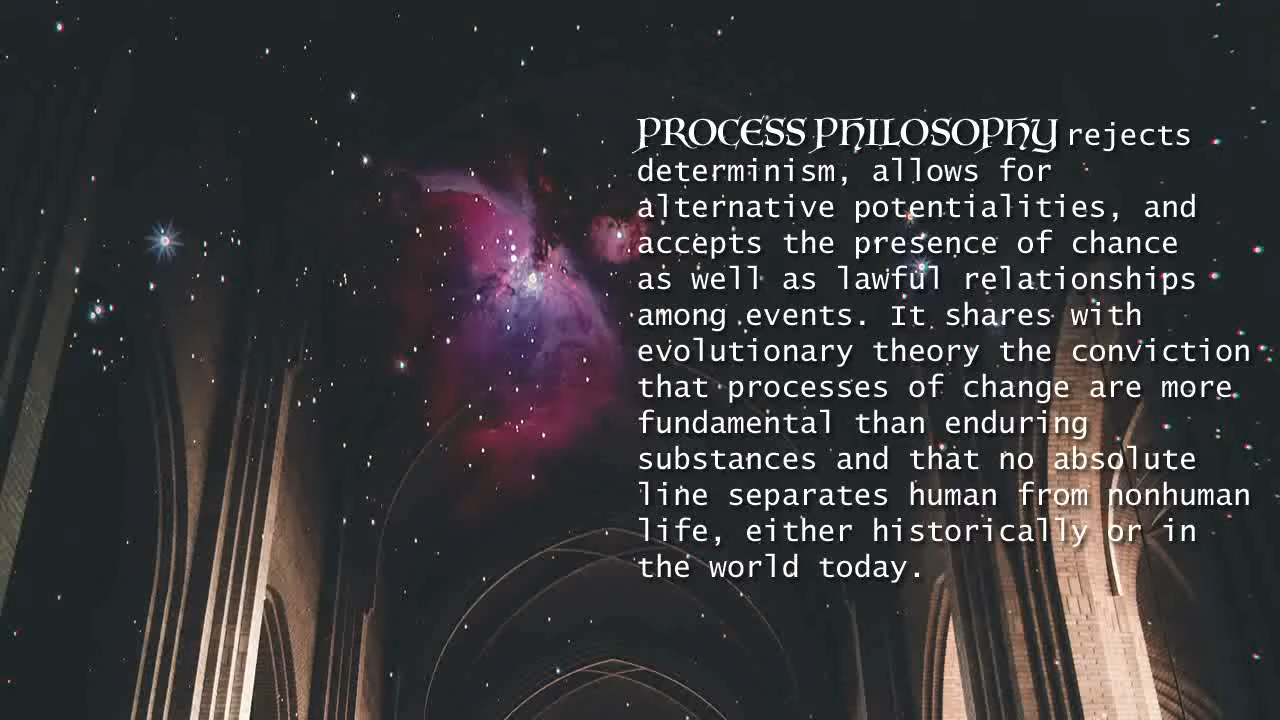 PROCESS PHILOSOPHY rejects
determinism, allows for
alternative potentialities, and
accepts the presence of chance
as well as lawful relationships
among events. It shares with
evolutionary theory the conviction
that processes of change are more
fundamental than enduring
substances and that no absolute
line separates human from nonhuman
life, either historically or in
the world today.